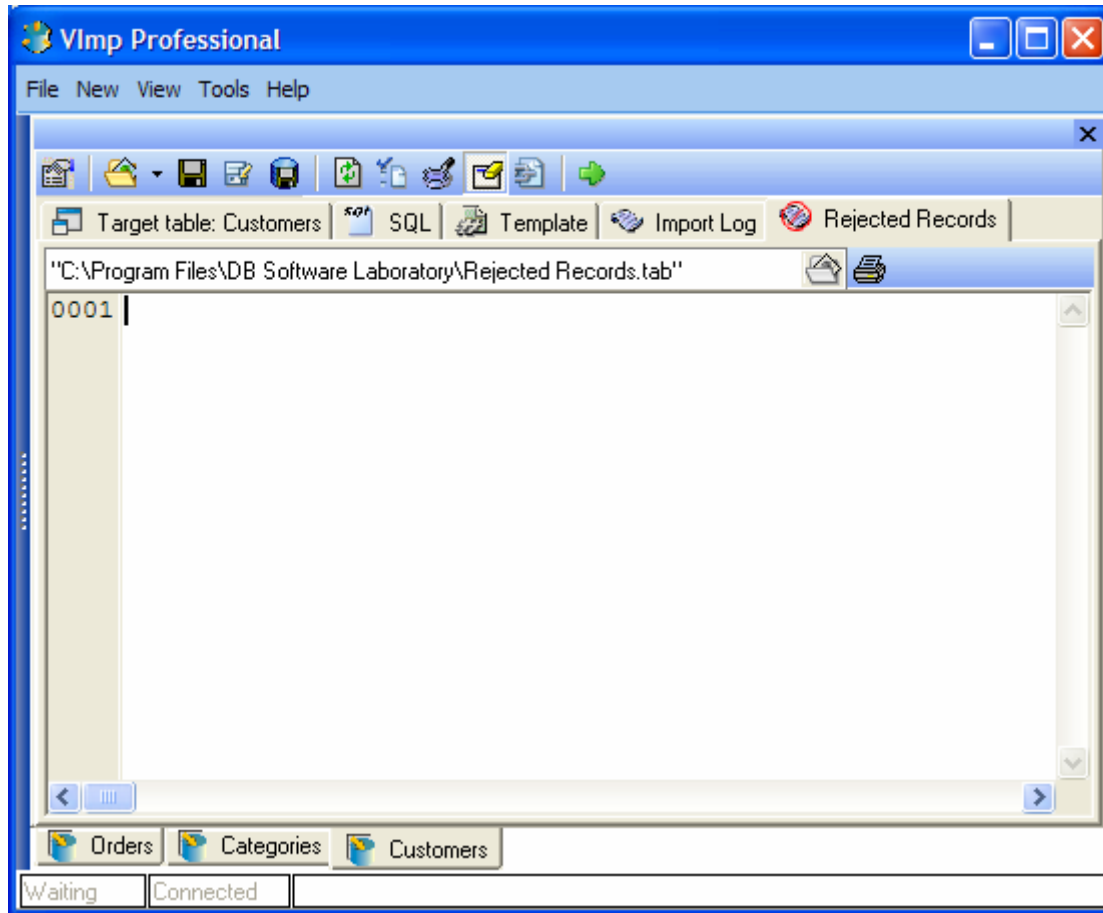 VImp Professional
File New View Tools Help
Target table: Customers SQL Template Import Log Rejected Records
"C:\Program Files\DB Software Laboratory\Rejected Records.tab"
0001
Orders Categories Customers
Waiting Connected